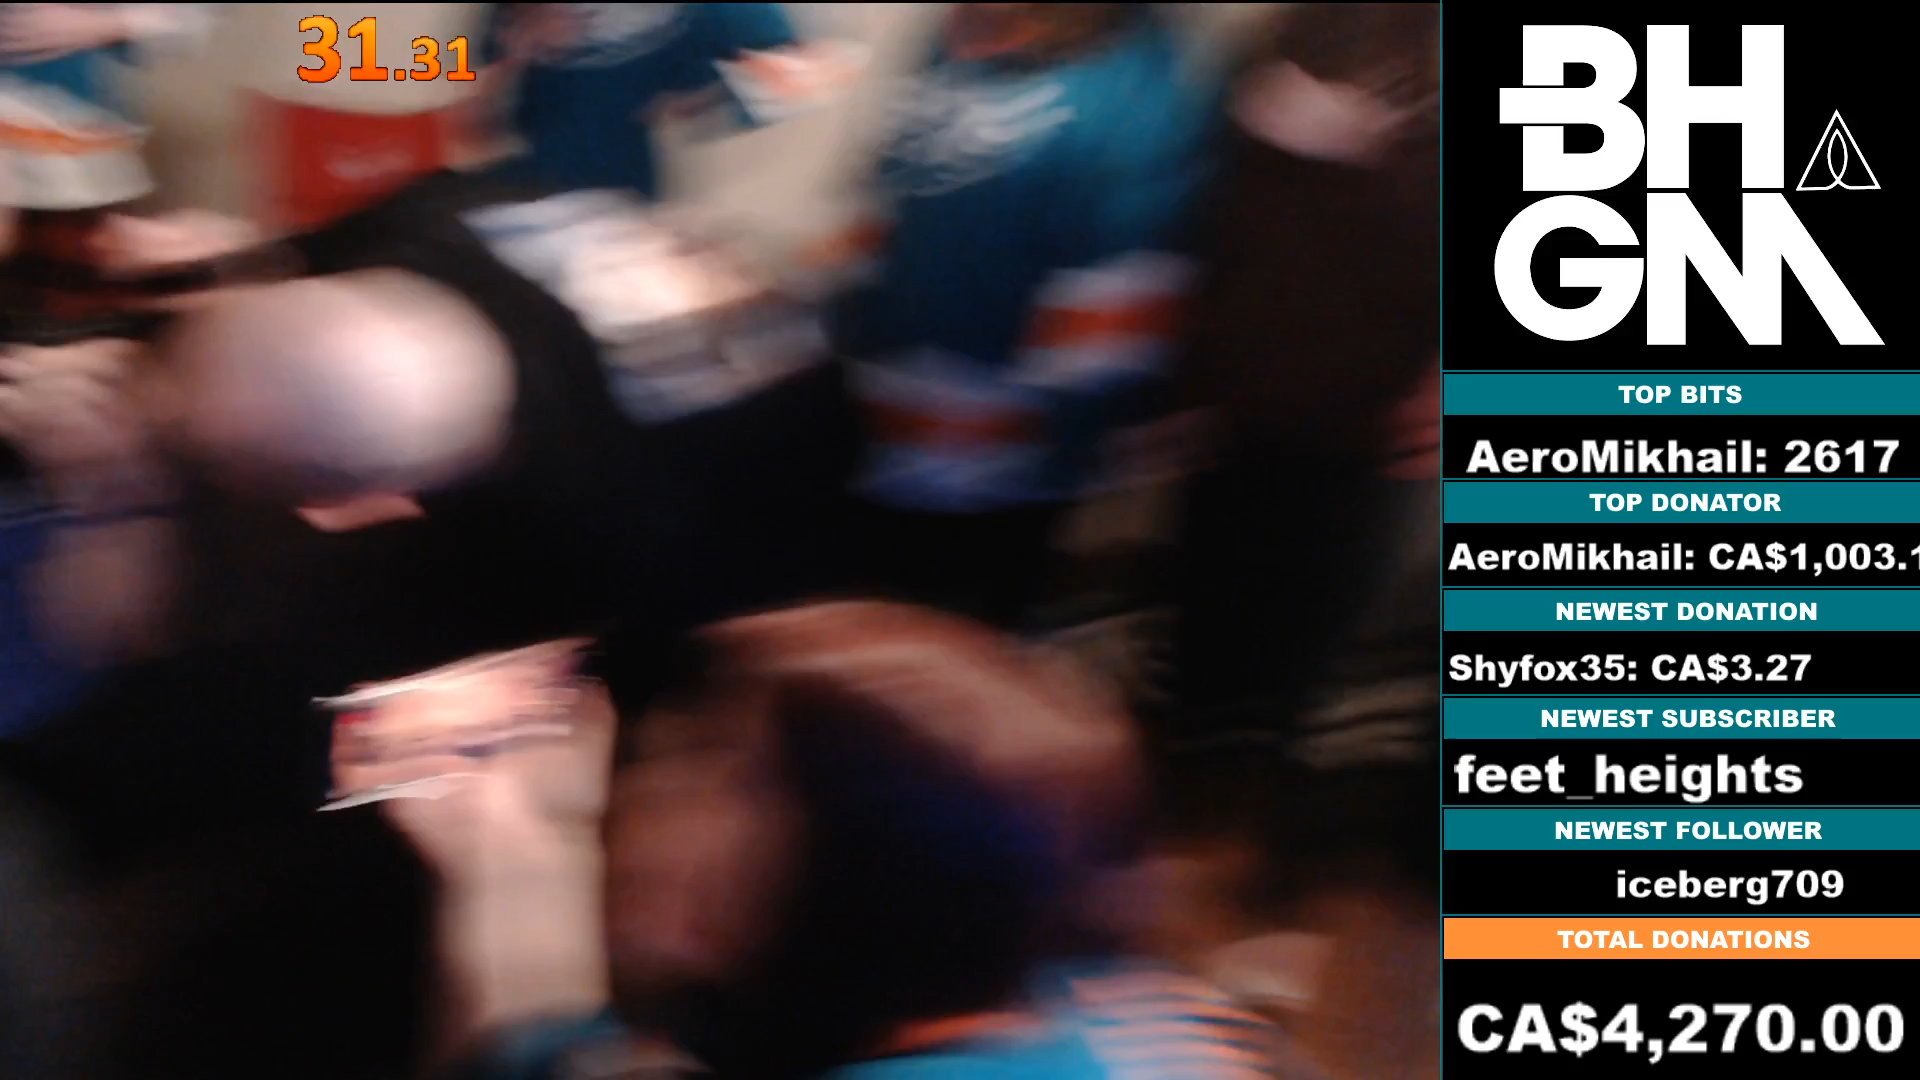 31.31
BH
GM
TOP BITS
AeroMikhail: 2617
TOP DONATOR
AeroMikhail: CA$1,003.1
NEWEST DONATION
Shyfox35: CA$3.27
NEWEST SUBSCRIBER
feet_heights
NEWEST FOLLOWER
iceberg709
TOTAL DONATIONS
CA$4,270.00